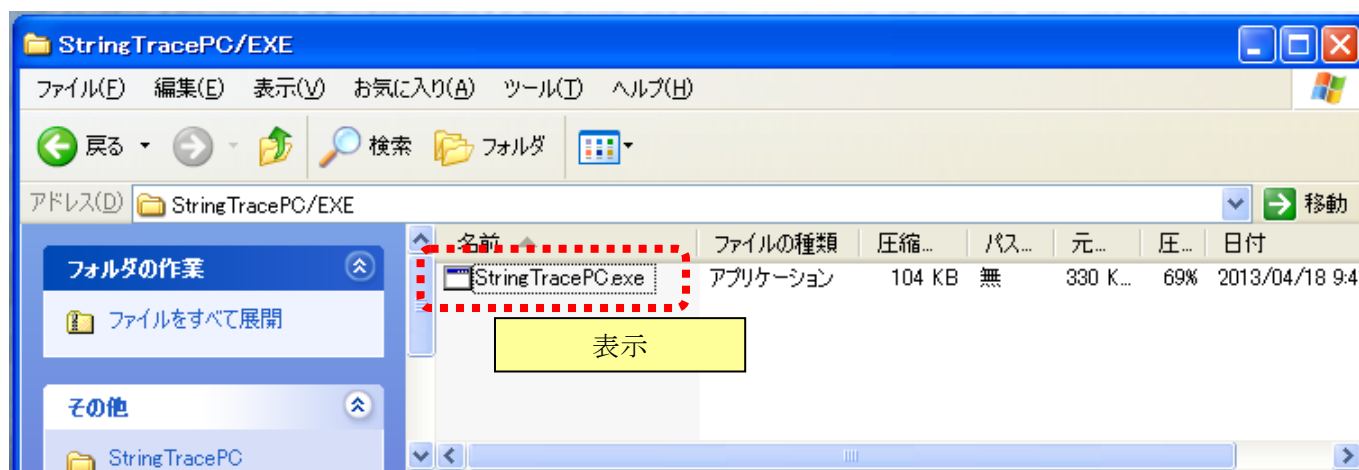 StringTracePC/EXE
ファイル(F) 編集(E) 表示(V) お気に入り(A) ツール(T) ヘルプ(H)
戻る 検索 フォルダ
アドレス(D) StringTracePC/EXE 移動
名前 ファイルの種類 圧縮... パス... 元... 圧... 日付
フォルダの作業
StringTracePC.exe アプリケーション 104 KB 無 330 K... 69% 2013/04/18 9:4
ファイルをすべて展開
表示
その他
StringTracePC